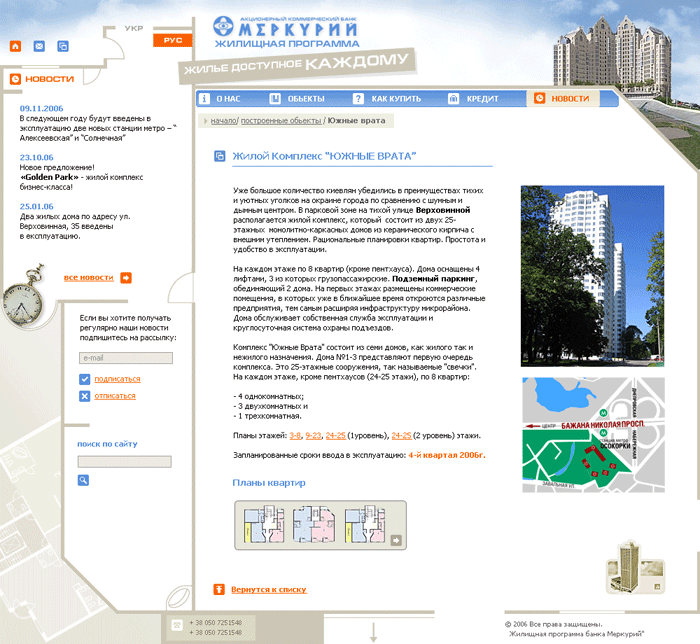 УКР
РУС
АКЦИОНЕРНЫЙ КОММЕРЧЕСКИЙ БАНК
МЕРКУРИЙ
ЖИЛИЩНАЯ ПРОГРАММА
ЖИЛЬЕ ДОСТУПНОЕ КАЖДОМУ
О НАС
ОБЬЕКТЫ
КАК КУПИТЬ
КРЕДИТ
НОВОСТИ
НОВОСТИ
09.11.2006
В следующем году будут введены в
эксплуатацию две новых станции метро – "
Алексеевская" и "Солнечная"
23.10.06
Новое предложение!
«Golden Park» - жилой комплекс
бизнес-класса!
25.01.06
Два жилых дома по адресу ул.
Верховинная, 35 введены
в эксплуатацию.
все новости
Если вы хотите получать
регулярно наши новости
подпишитесь на рассылку:
e-mail
подписаться
отписаться
поиск по сайту
начало/ построенные обьекты / Южные врата
Жилой Комплекс "ЮЖНЫЕ ВРАТА"
Уже большое количество киевлян убедились в преимуществах тихих
и уютных уголков на окраине города по сравнению с шумным и
дымным центром. В парковой зоне на тихой улице Верховинной
располагается жилой комплекс, который состоит из двух 25-
этажных монолитно-каркасных домов из керамического кирпича с
внешним утеплением. Рациональные планировки квартир. Простота и
удобство в эксплуатации.
На каждом этаже по 8 квартир (кроме пентхауса). Дома оснащены 4
лифтами, 3 из которых грузопассажирские. Подземный паркинг,
обединяющий 2 дома. На первых этажах размещены коммерческие
помещения, в которых уже в ближайшее время откроются различные
предприятия, тем самым расширяя инфраструктуру микрорайона.
Дома обслуживает собственная служба эксплуатации и
круглосуточная система охраны подъездов.
Комплекс "Южные Врата" состоит из семи домов, как жилого так и
нежилого назначения. Дома №1-3 представляют первую очередь
комплекса. Это 25-этажные сооружения, так называемые "свечки".
На каждом этаже, кроме пентхаусов (24-25 этажи), по 8 квартир:
- 4 однокомнатных;
- 3 двухкомнатных и
- 1 трехкомнатная.
Планы этажей: 3-8, 9-23, 24-25 (1уровень), 24-25 (2 уровень) этажи.
Запланированные сроки ввода в эксплуатацию: 4-й квартал 2006г.
Планы квартир
Вернутся к списку
М
ДНЕПРОВСКАЯ НАБЕРЕЖНАЯ
ЦЕНТР
БАЖАНА НИКОЛАЯ ПРОСП.
М
станция метро
ОСОКОРКИ
ЗАВАЛЬНАЯ УЛ.
+ 38 050 7251548
+ 38 050 7251548
© 2006 Все права защищены.
Жилищная программа банка Меркурий"